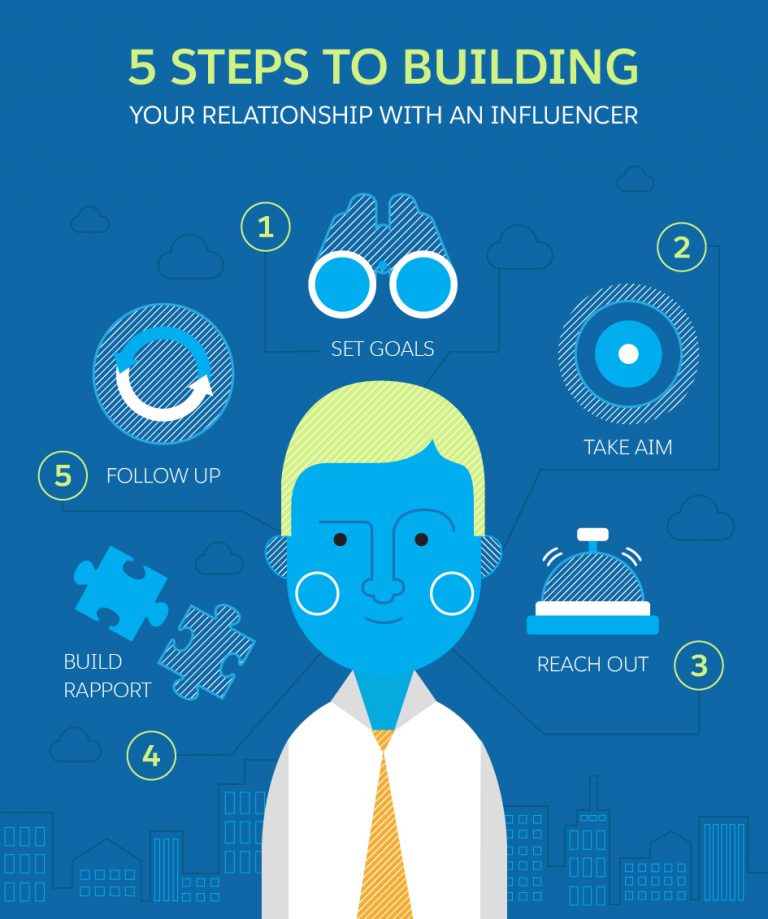 5 STEPS TO BUILDING
YOUR RELATIONSHIP WITH AN INFLUENCER
1
SET GOALS
2
TAKE AIM
3
REACH OUT
4
BUILD
RAPPORT
5
FOLLOW UP